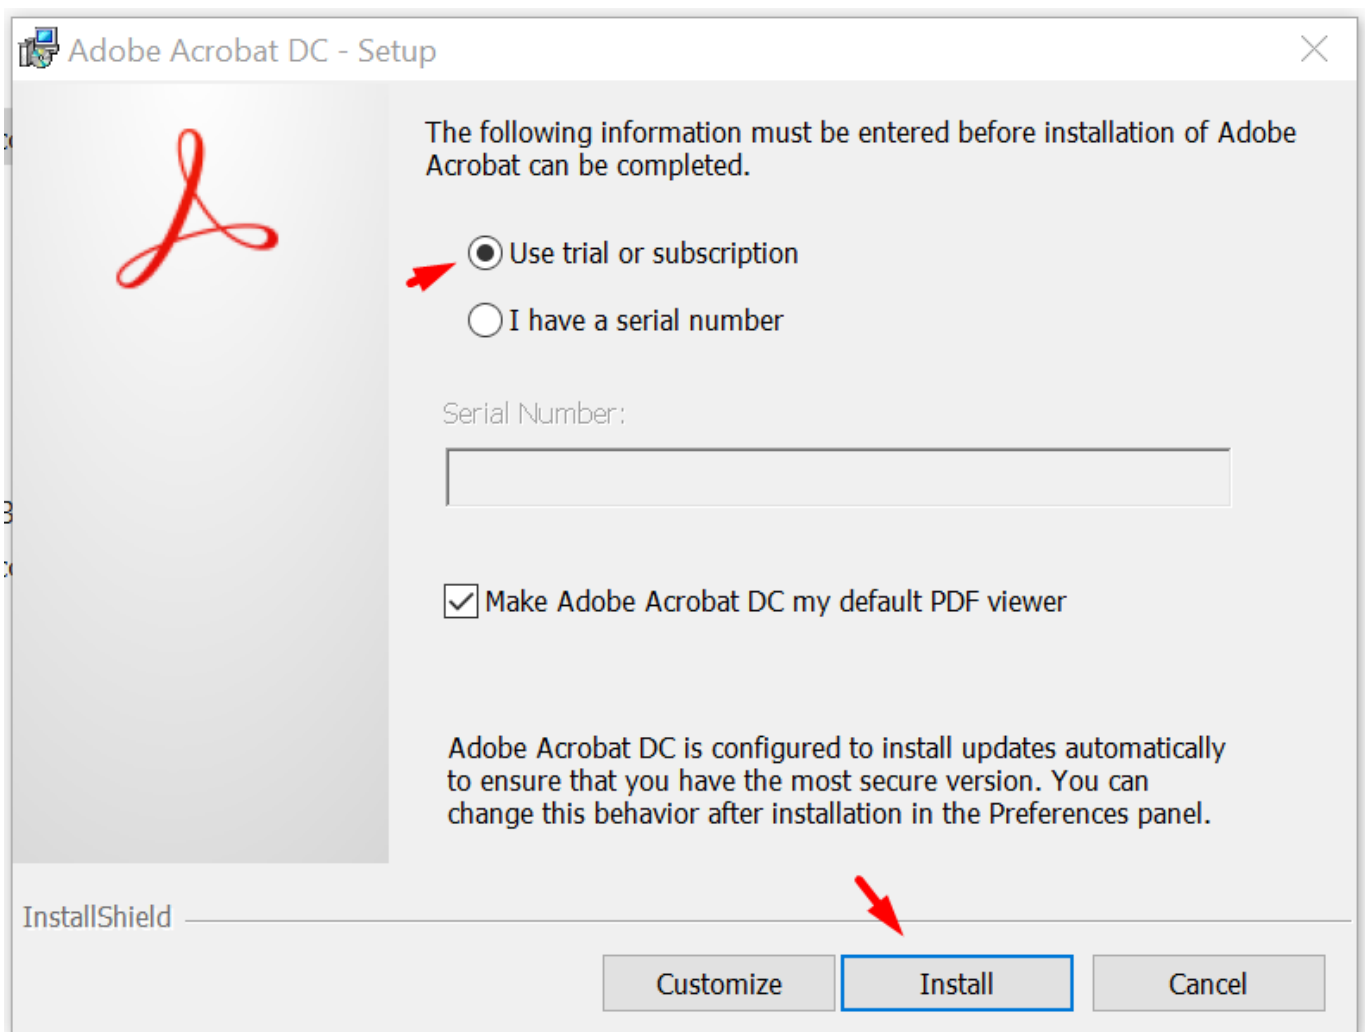 Adobe Acrobat DC - Setup
The following information must be entered before installation of Adobe
Acrobat can be completed.
Use trial or subscription
I have a serial number
Serial Number:
Make Adobe Acrobat DC my default PDF viewer
Adobe Acrobat DC is configured to install updates automatically
to ensure that you have the most secure version. You can
change this behavior after installation in the Preferences panel.
InstallShield
Customize
Install
Cancel